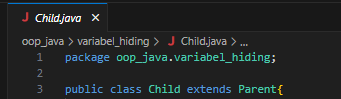 J Child.java
oop_java > variabel_hiding > J Child.java > ...
1 package oop_java.variabel_hiding;
2
3 public class Child extends Parent{